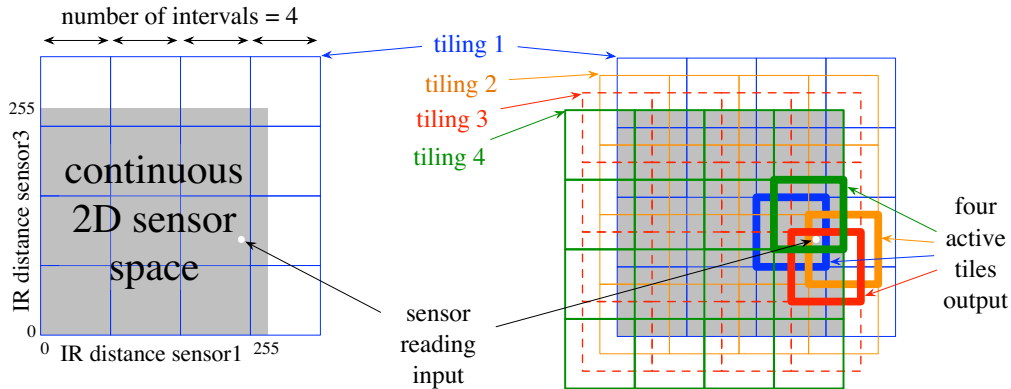 number of intervals = 4
tiling 1
tiling 2
tiling 3
tiling 4
255
IR distance sensor3
0
continuous
2D sensor
space
0
IR distance sensor1
255
sensor
reading
input
four
active
tiles
output